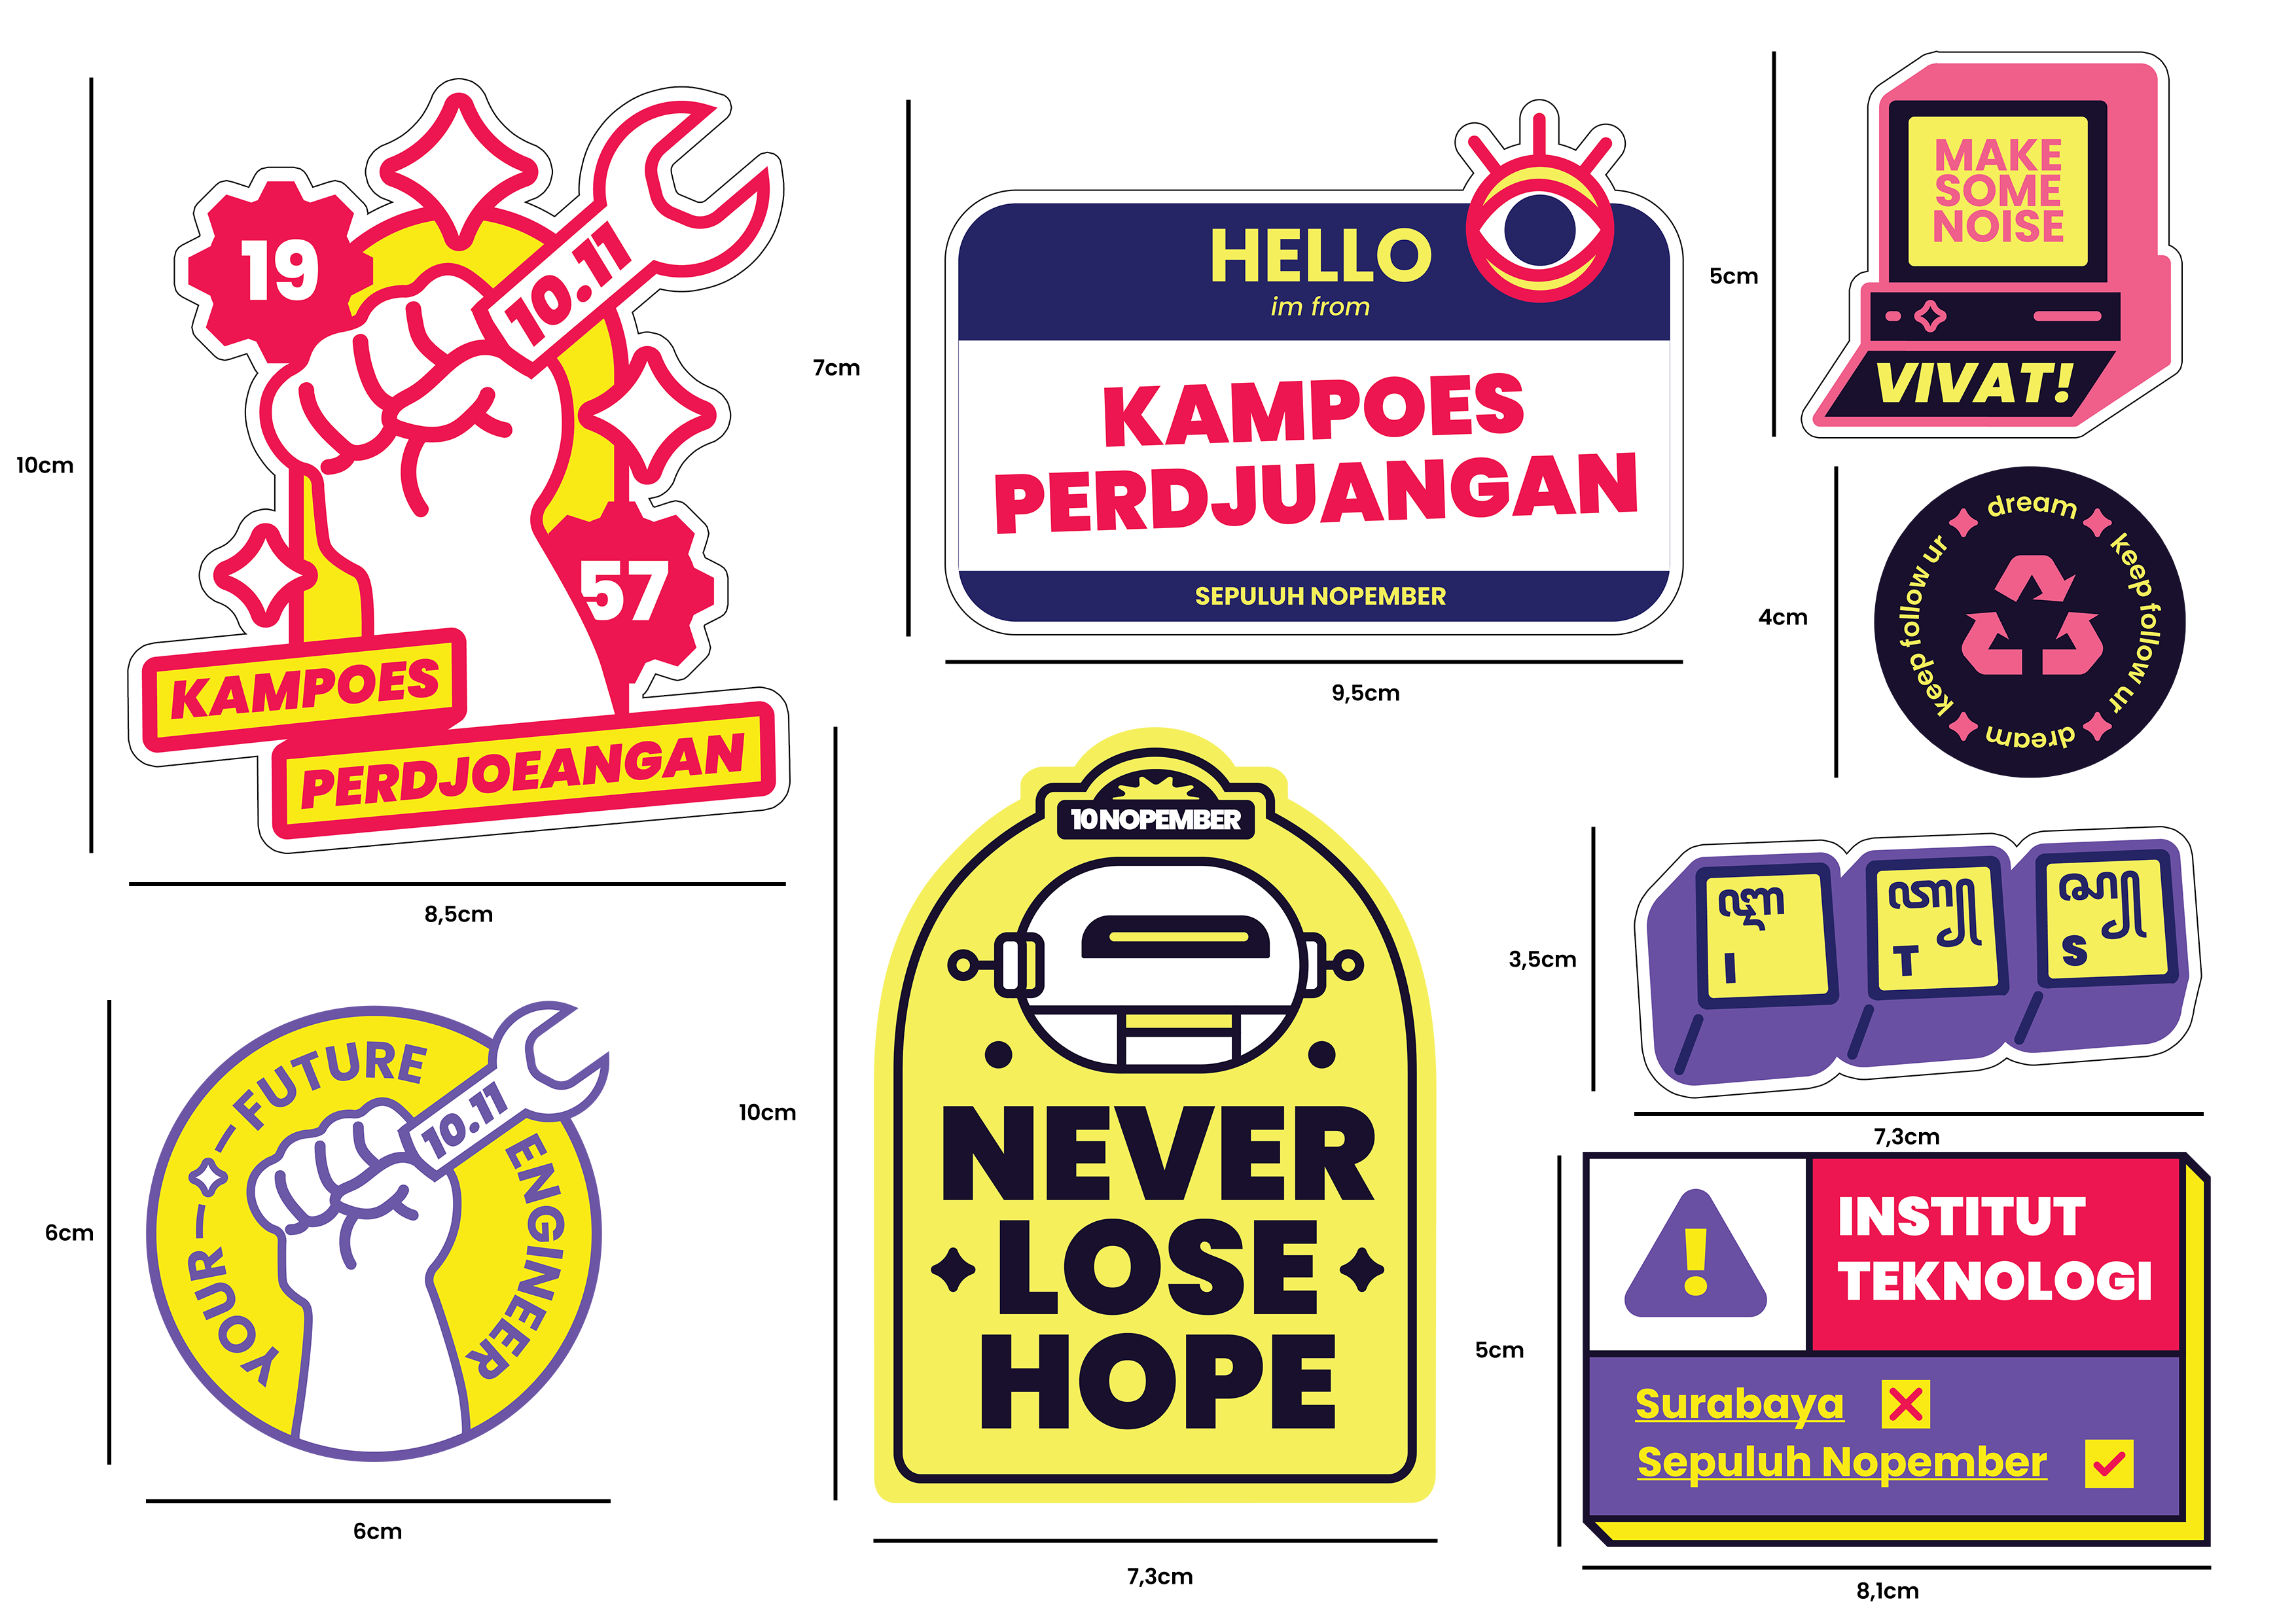 10cm
19
10.11
57
KAMPOES
PERDJOEANGAN
8,5cm
7cm
HELLO
im from
KAMPOES
PERDJUANGAN
SEPULUH NOPEMBER
9,5cm
5cm
MAKE
SOME
NOISE
VIVAT!
4cm
keep follow ur
dream
keep follow ur
dream
6cm
YOUR
FUTURE
ENGINEER
10.11
6cm
10cm
10 NOPEMBER
NEVER
LOSE
HOPE
7,3cm
3,5cm
I
ꦠ꧀
T
ꦱ꧀
S
7,3cm
5cm
INSTITUT
TEKNOLOGI
Surabaya
Sepuluh Nopember
8,1cm